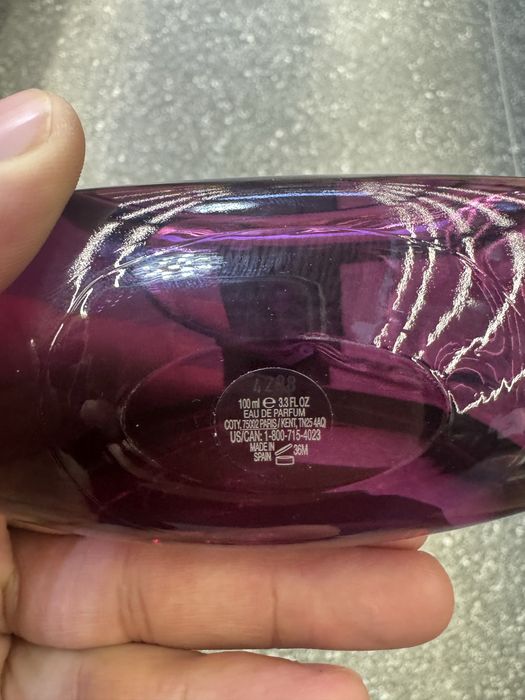 4288
100 ml ℮ 3.3 FL OZ
EAU DE PARFUM
COTY, 75002 PARIS / KENT, TN25 4AQ
US/CAN: 1-800-715-4023
MADE IN
SPAIN
36M